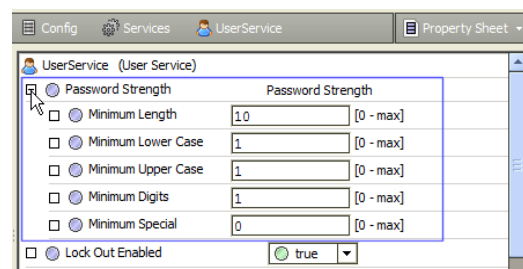 Config Services UserService Property Sheet
UserService (User Service)
Password Strength Password Strength
Minimum Length 10 [0 - max]
Minimum Lower Case 1 [0 - max]
Minimum Upper Case 1 [0 - max]
Minimum Digits 1 [0 - max]
Minimum Special 0 [0 - max]
Lock Out Enabled true